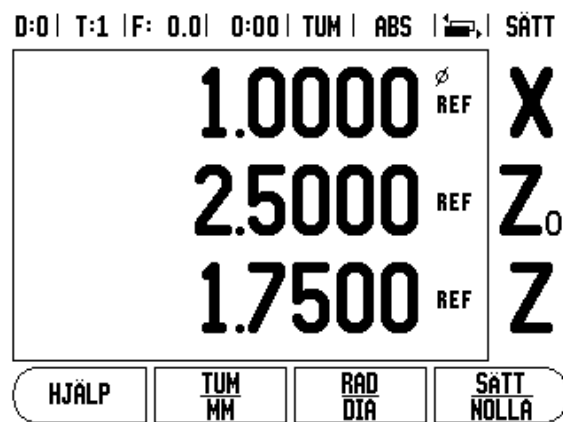 D:0 | T:1 | F: 0.0 | 0:00 | TUM | ABS | SÄTT
1.0000 ø REF X
2.5000 REF Z0
1.7500 REF Z
HJÄLP TUM/MM RAD/DIA SÄTT/NOLLA